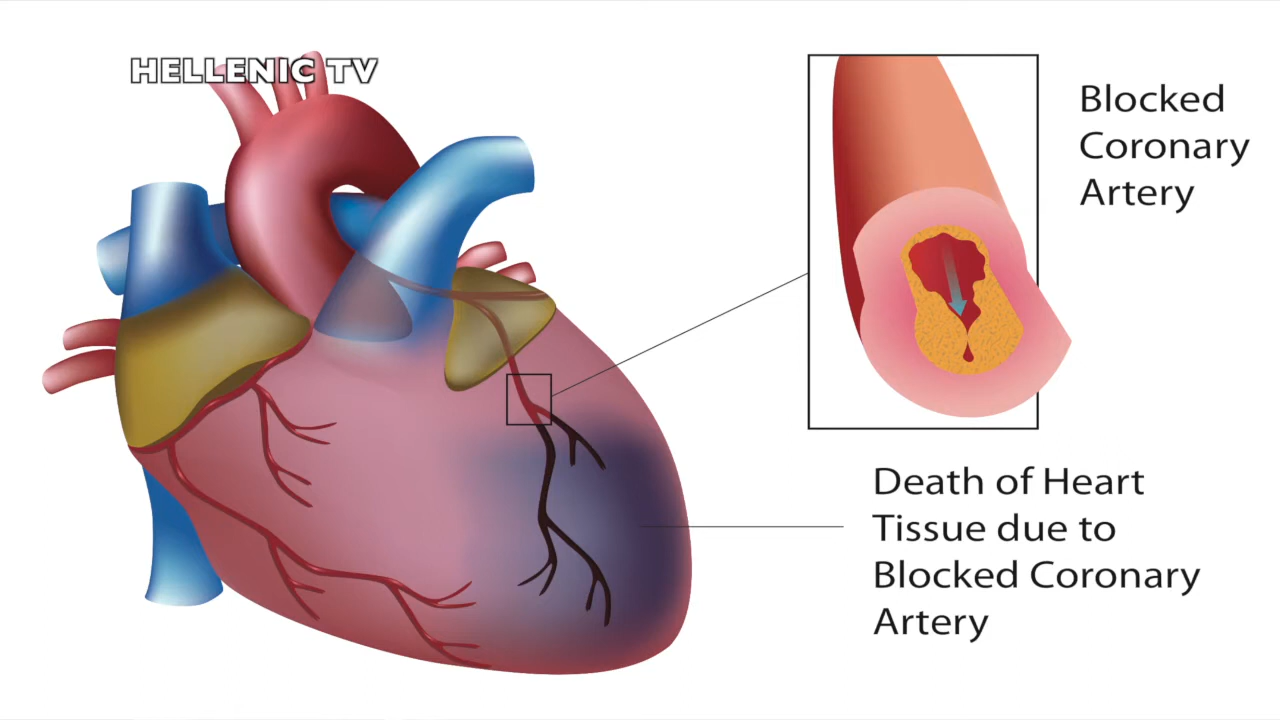 HELLENIC TV
Blocked
Coronary
Artery
Death of Heart
Tissue due to
Blocked Coronary
Artery